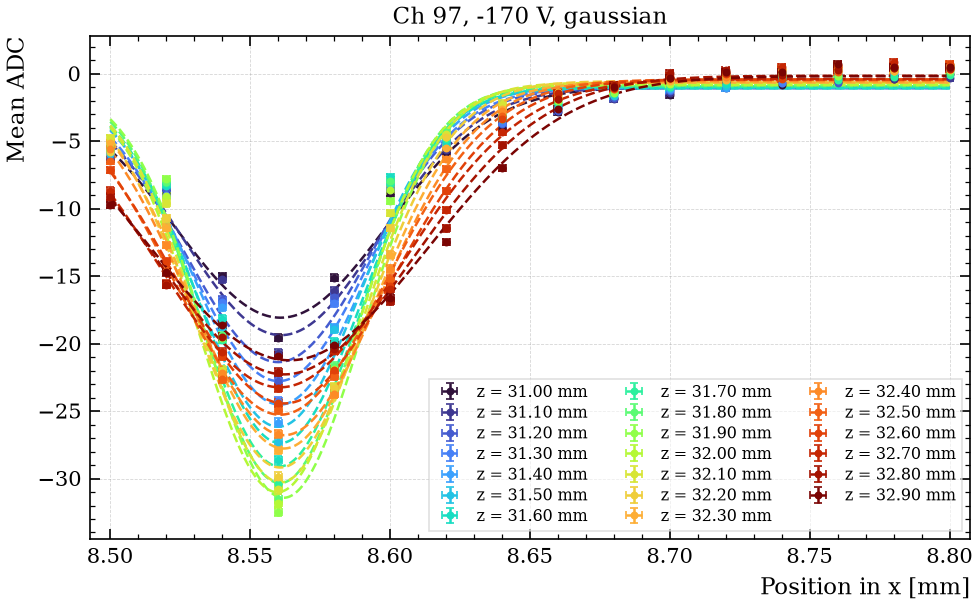 Ch 97, -170 V, gaussian
Mean ADC
0
−5
−10
−15
−20
−25
−30
8.50 8.55 8.60 8.65 8.70 8.75 8.80
Position in x [mm]
z = 31.00 mm
z = 31.10 mm
z = 31.20 mm
z = 31.30 mm
z = 31.40 mm
z = 31.50 mm
z = 31.60 mm
z = 31.70 mm
z = 31.80 mm
z = 31.90 mm
z = 32.00 mm
z = 32.10 mm
z = 32.20 mm
z = 32.30 mm
z = 32.40 mm
z = 32.50 mm
z = 32.60 mm
z = 32.70 mm
z = 32.80 mm
z = 32.90 mm